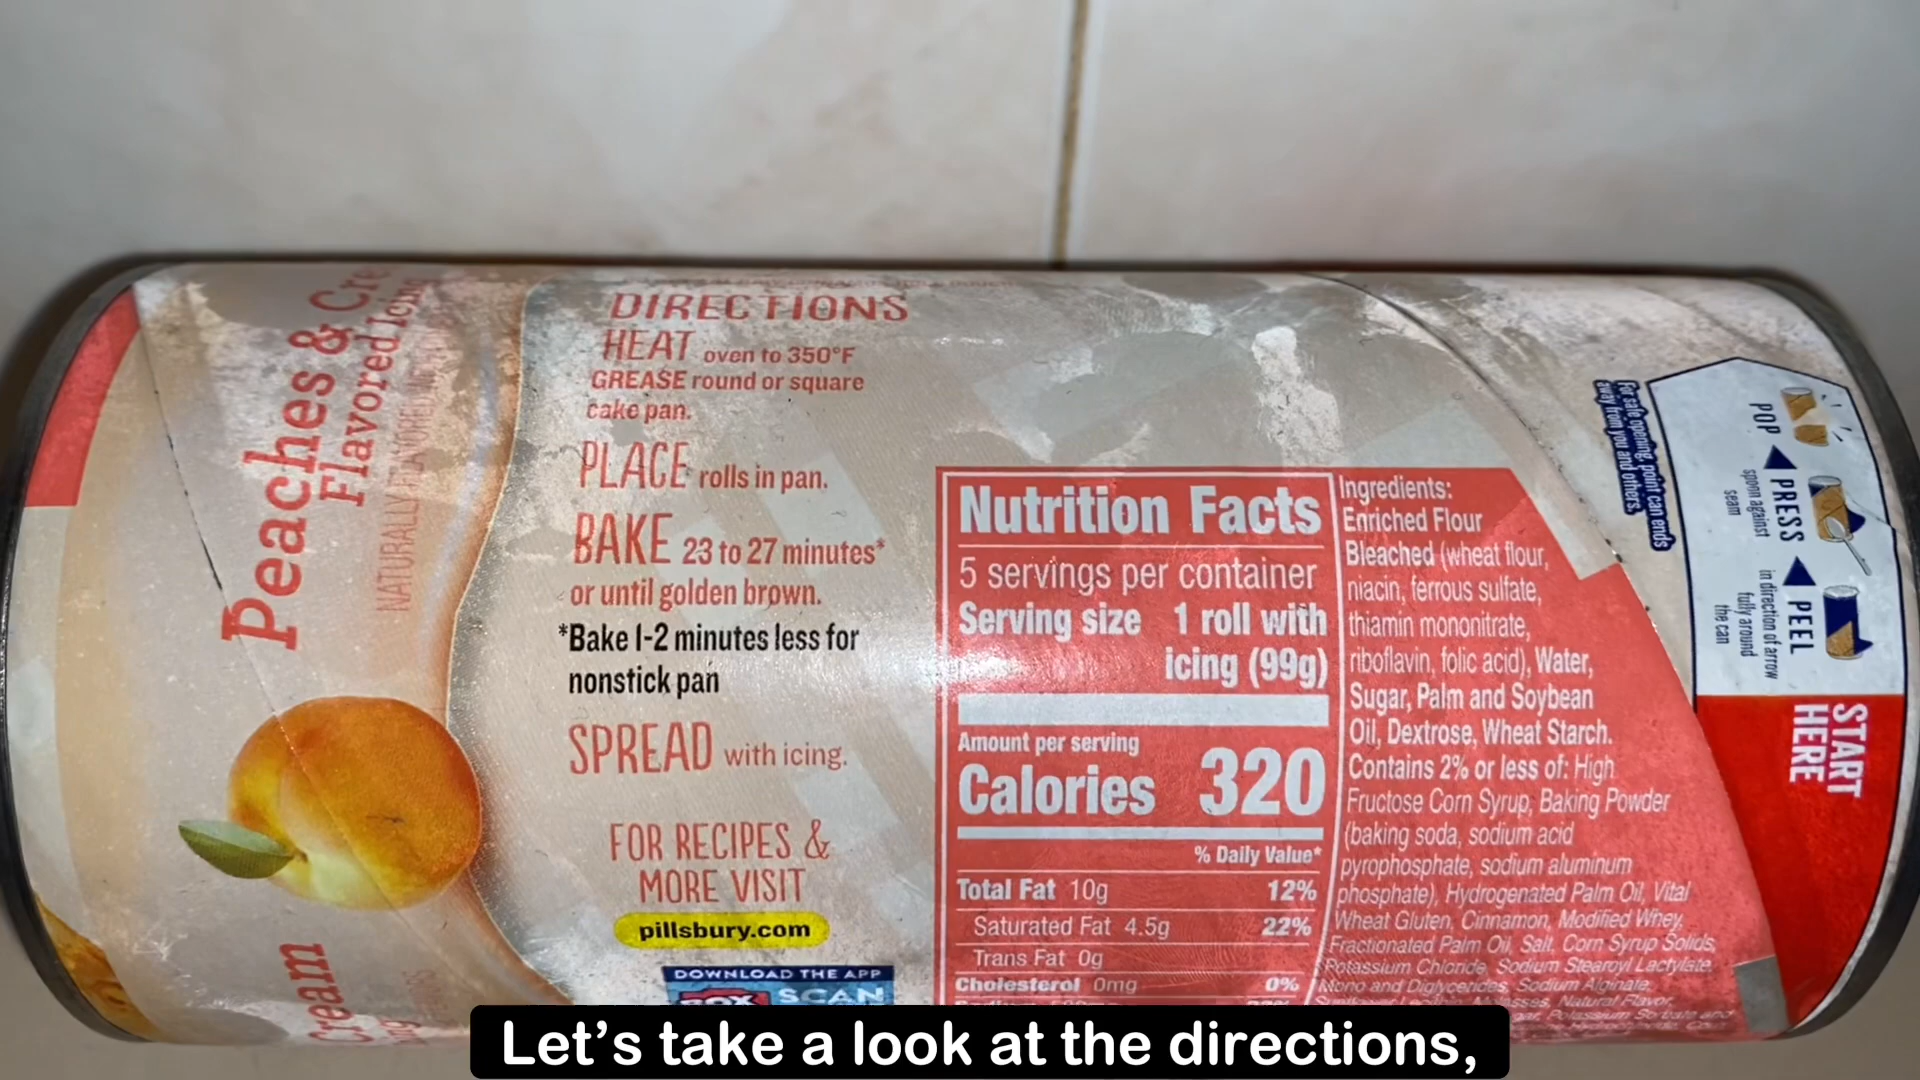 Peaches & Cre
Flavored Icing
NATURALLY FLAVORED
Cream
DIRECTIONS
HEAT oven to 350°F
GREASE round or square
cake pan.
PLACE rolls in pan.
BAKE 23 to 27 minutes*
or until golden brown.
*Bake 1-2 minutes less for
nonstick pan
SPREAD with icing.
FOR RECIPES &
MORE VISIT
pillsbury.com
DOWNLOAD THE APP
BOX SCAN
Nutrition Facts
5 servings per container
Serving size 1 roll with
icing (99g)
Amount per serving
Calories 320
% Daily Value*
Total Fat 10g 12%
Saturated Fat 4.5g 22%
Trans Fat 0g
Cholesterol 0mg 0%
Ingredients:
Enriched Flour
Bleached (wheat flour,
niacin, ferrous sulfate,
thiamin mononitrate,
riboflavin, folic acid), Water,
Sugar, Palm and Soybean
Oil, Dextrose, Wheat Starch.
Contains 2% or less of: High
Fructose Corn Syrup, Baking Powder
(baking soda, sodium acid
pyrophosphate, sodium aluminum
phosphate), Hydrogenated Palm Oil, Vital
Wheat Gluten, Cinnamon, Modified Whey,
Fractionated Palm Oil, Salt, Corn Syrup Solids,
Potassium Chloride, Sodium Stearoyl Lactylate,
Mono and Diglycerides, Sodium Alginate,
Molasses, Natural Flavor,
Potassium Sorbate and
For safe opening, point can ends
away from you and others.
POP
PRESS
spoon against
seam
PEEL
in direction of arrow
fully around
the can
START
HERE
Let's take a look at the directions,